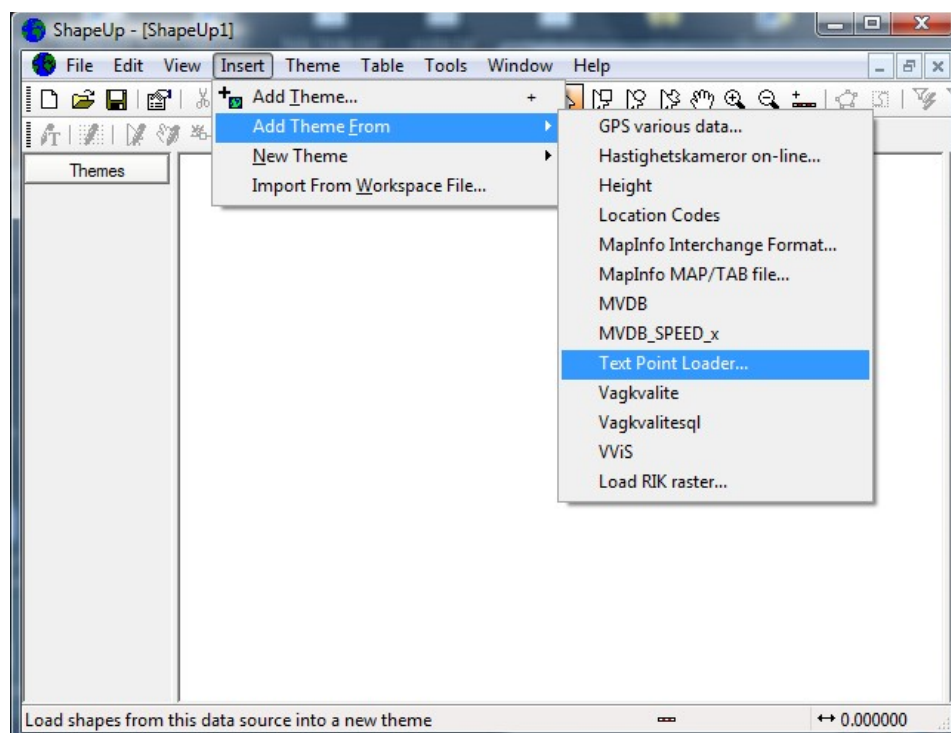 ShapeUp - [ShapeUp1]
File Edit View Insert Theme Table Tools Window Help
Add Theme... +
Add Theme From
New Theme
Import From Workspace File...
GPS various data...
Hastighetskameror on-line...
Height
Location Codes
MapInfo Interchange Format...
MapInfo MAP/TAB file...
MVDB
MVDB_SPEED_x
Text Point Loader...
Vagkvalite
Vagkvalitesql
VViS
Load RIK raster...
Themes
Load shapes from this data source into a new theme
0.000000